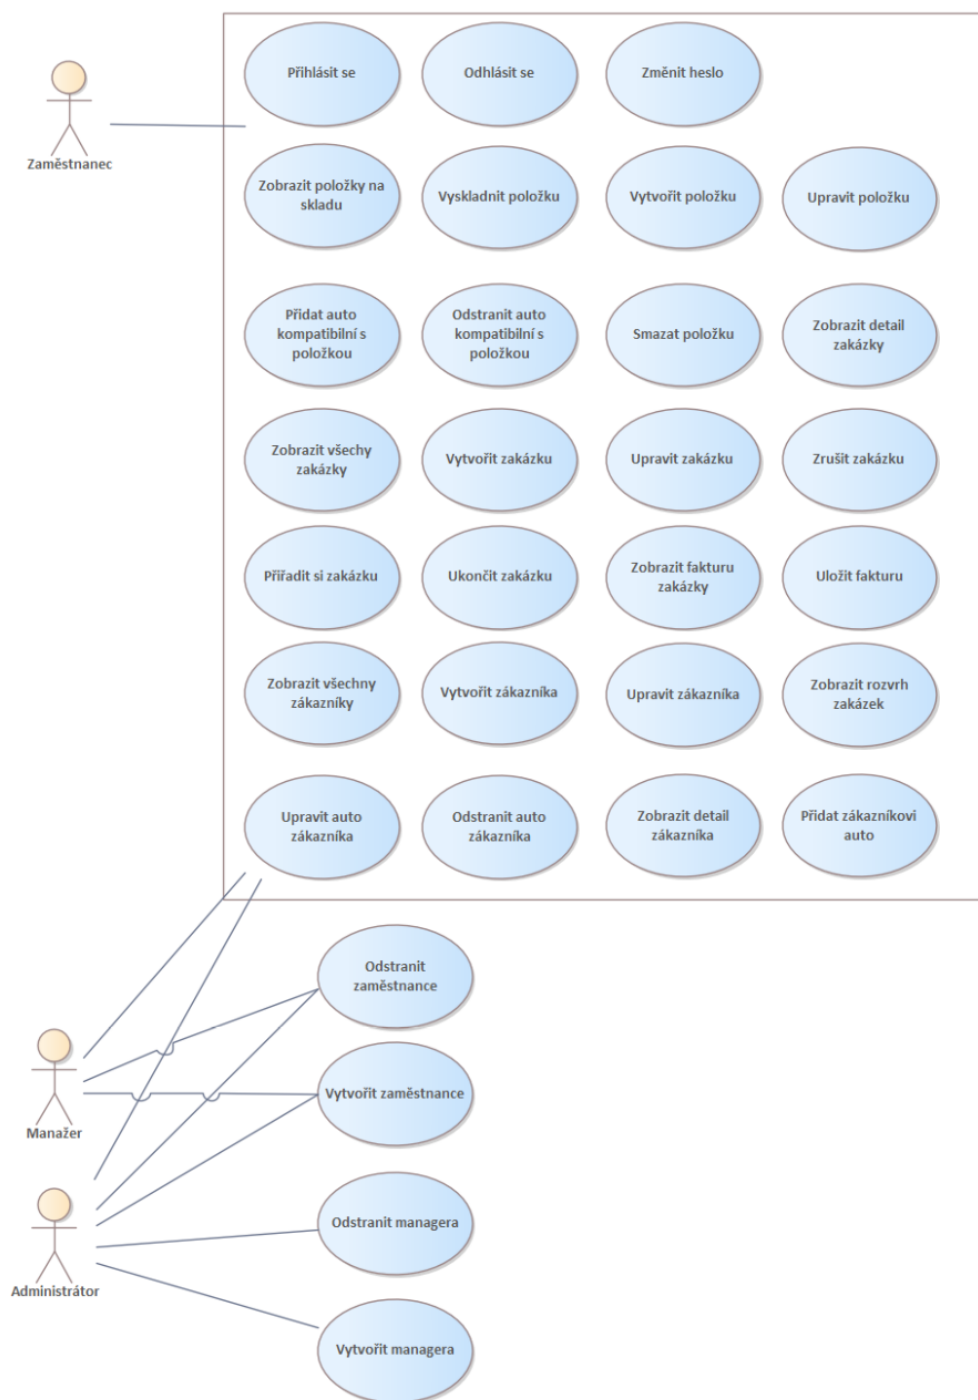 Přihlásit se
Odhlásit se
Změnit heslo
Zaměstnanec
Zobrazit položky na
skladu
Vyskladnit položku
Vytvořit položku
Upravit položku
Přidat auto
kompatibilní s
položkou
Odstranit auto
kompatibilní s
položkou
Smazat položku
Zobrazit detail
zakázky
Zobrazit všechy
zakázky
Vytvořit zakázku
Upravit zakázku
Zrušit zakázku
Přiřadit si zakázku
Ukončit zakázku
Zobrazit fakturu
zakázky
Uložit fakturu
Zobrazit všechny
zákazníky
Vytvořit zákazníka
Upravit zákazníka
Zobrazit rozvrh
zakázek
Upravit auto
zákazníka
Odstranit auto
zákazníka
Zobrazit detail
zákazníka
Přidat zákazníkovi
auto
Odstranit
zaměstnance
Vytvořit zaměstnance
Manažer
Odstranit managera
Administrátor
Vytvořit managera